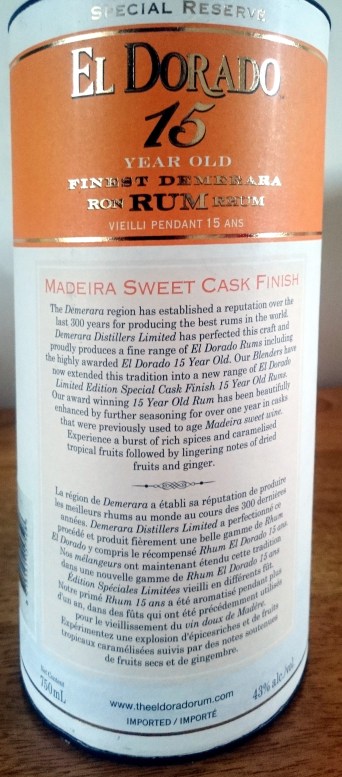 SPECIAL RESERVE
EL DORADO
15
YEAR OLD
FINEST DEMERARA
RON RUM RHUM
VIEILLI PENDANT 15 ANS
MADEIRA SWEET CASK FINISH
The Demerara region has established a reputation over the
last 300 years for producing the best rums in the world.
Demerara Distillers Limited has perfected this craft and
proudly produces a fine range of El Dorado Rums including
the highly awarded El Dorado 15 Year Old. Our Blenders have
now extended this tradition into a new range of El Dorado
Limited Edition Special Cask Finish 15 Year Old Rums.
Our award winning 15 Year Old Rum has been beautifully
enhanced by further seasoning for over one year in casks
that were previously used to age Madeira sweet wine.
Experience a burst of rich spices and caramelised
tropical fruits followed by lingering notes of dried
fruits and ginger.
La région de Demerara a établi sa réputation de produire
les meilleurs rhums au monde au cours des 300 dernières
années. Demerara Distillers Limited a perfectionné ce
procédé et produit fièrement une belle gamme de Rhum
El Dorado y compris le récompensé Rhum El Dorado 15 ans.
Nos mélangeurs ont maintenant étendu cette tradition
dans une nouvelle gamme de Rhum El Dorado 15 ans
Édition Spéciales Limitées vieilli en différents fût.
Notre primé Rhum 15 ans a été aromatisé pendant plus
d'un an, dans des fûts qui ont été précédemment utilisés
pour le vieillissement du vin doux de Madère.
Expérimentez une explosion d'épicesriches et de fruits
tropicaux caramélisées suivis par des notes soutenues
de fruits secs et de gingembre.
Net Contents
750mL
www.theeldoradorum.com
43% alc./vol.
IMPORTED / IMPORTÉ